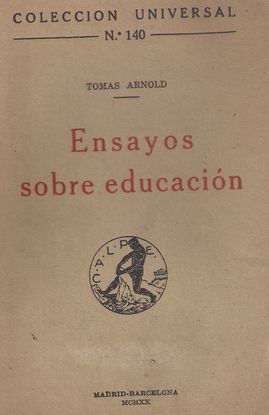 COLECCION UNIVERSAL
N.º 140
TOMAS ARNOLD
Ensayos
sobre educación
CALPE
MADRID-BARCELONA
MCMXX